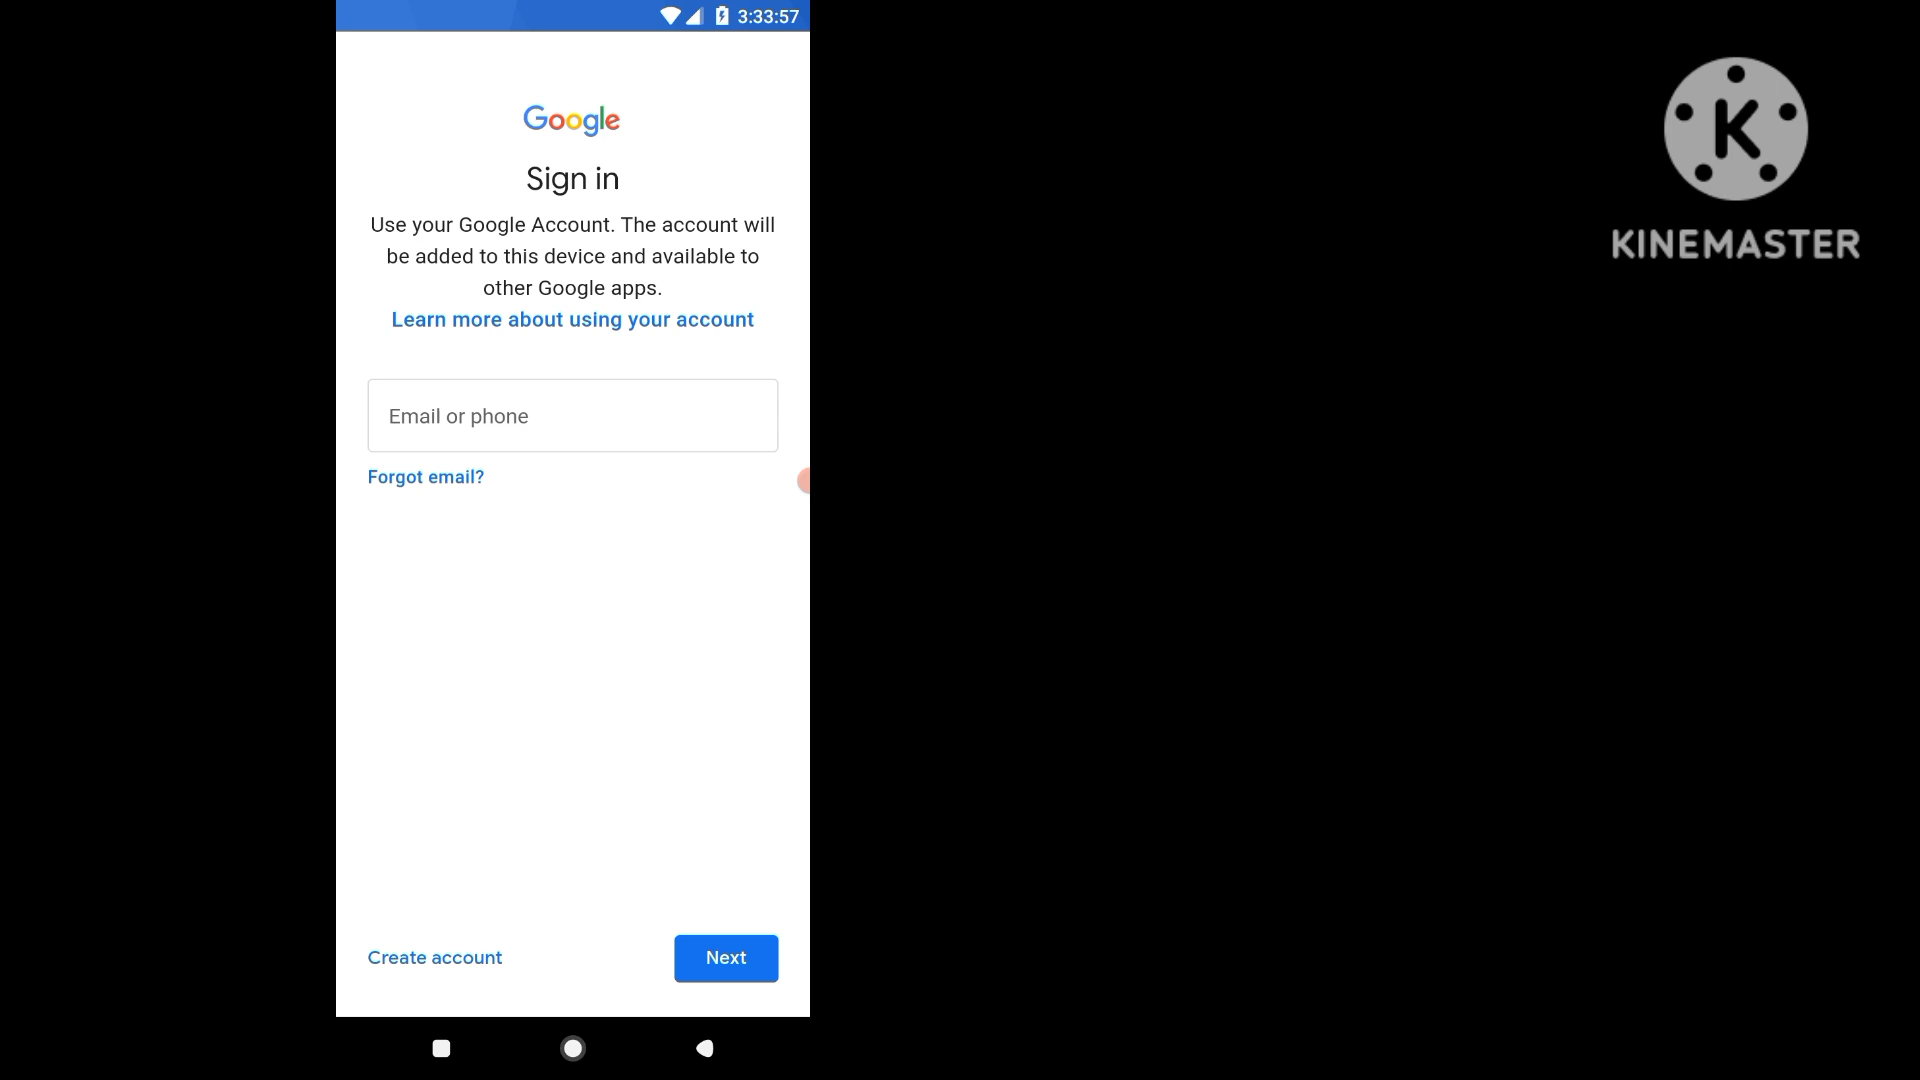 3:33:57
Google
Sign in
Use your Google Account. The account will
be added to this device and available to
other Google apps.
Learn more about using your account
Email or phone
Forgot email?
Create account
Next
K
KINEMASTER